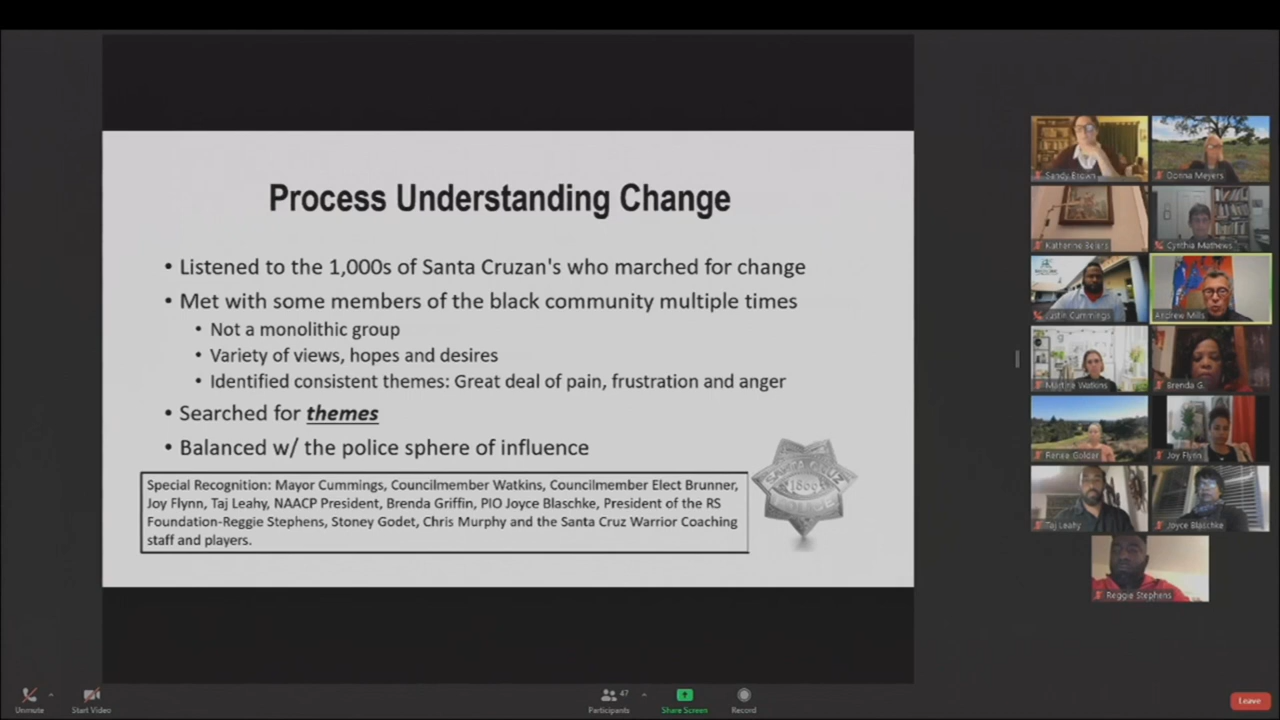 Process Understanding Change
• Listened to the 1,000s of Santa Cruzan's who marched for change
• Met with some members of the black community multiple times
• Not a monolithic group
• Variety of views, hopes and desires
• Identified consistent themes: Great deal of pain, frustration and anger
• Searched for themes
• Balanced w/ the police sphere of influence
Special Recognition: Mayor Cummings, Councilmember Watkins, Councilmember Elect Brunner,
Joy Flynn, Taj Leahy, NAACP President, Brenda Griffin, PIO Joyce Blaschke, President of the RS
Foundation-Reggie Stephens, Stoney Godet, Chris Murphy and the Santa Cruz Warrior Coaching
staff and players.
SANTA CRUZ
1866
POLICE
Sandy Brown
Donna Meyers
Katherine Beiers
Cynthia Mathews
Justin Cummings
Andrew Mills
Martine Watkins
Brenda G.
Renee Golder
Joy Flynn
Taj Leahy
Joyce Blaschke
Reggie Stephens
Unmute
Start Video
47
Participants
Share Screen
Record
Leave